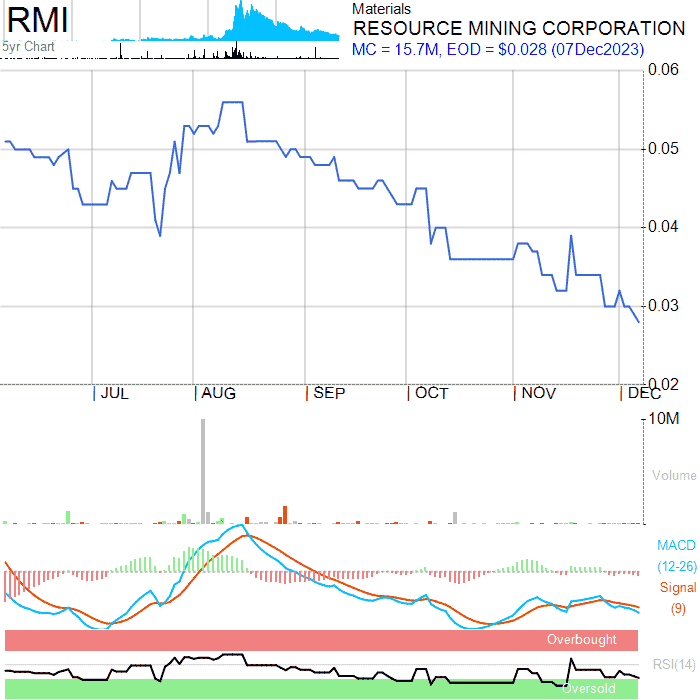 RMI
5yr Chart
Materials
RESOURCE MINING CORPORATION
MC = 15.7M, EOD = $0.028 (07Dec2023)
0.06
0.05
0.04
0.03
0.02
JUL
AUG
SEP
OCT
NOV
DEC
10M
Volume
MACD
(12-26)
Signal
(9)
Overbought
RSI(14)
Oversold